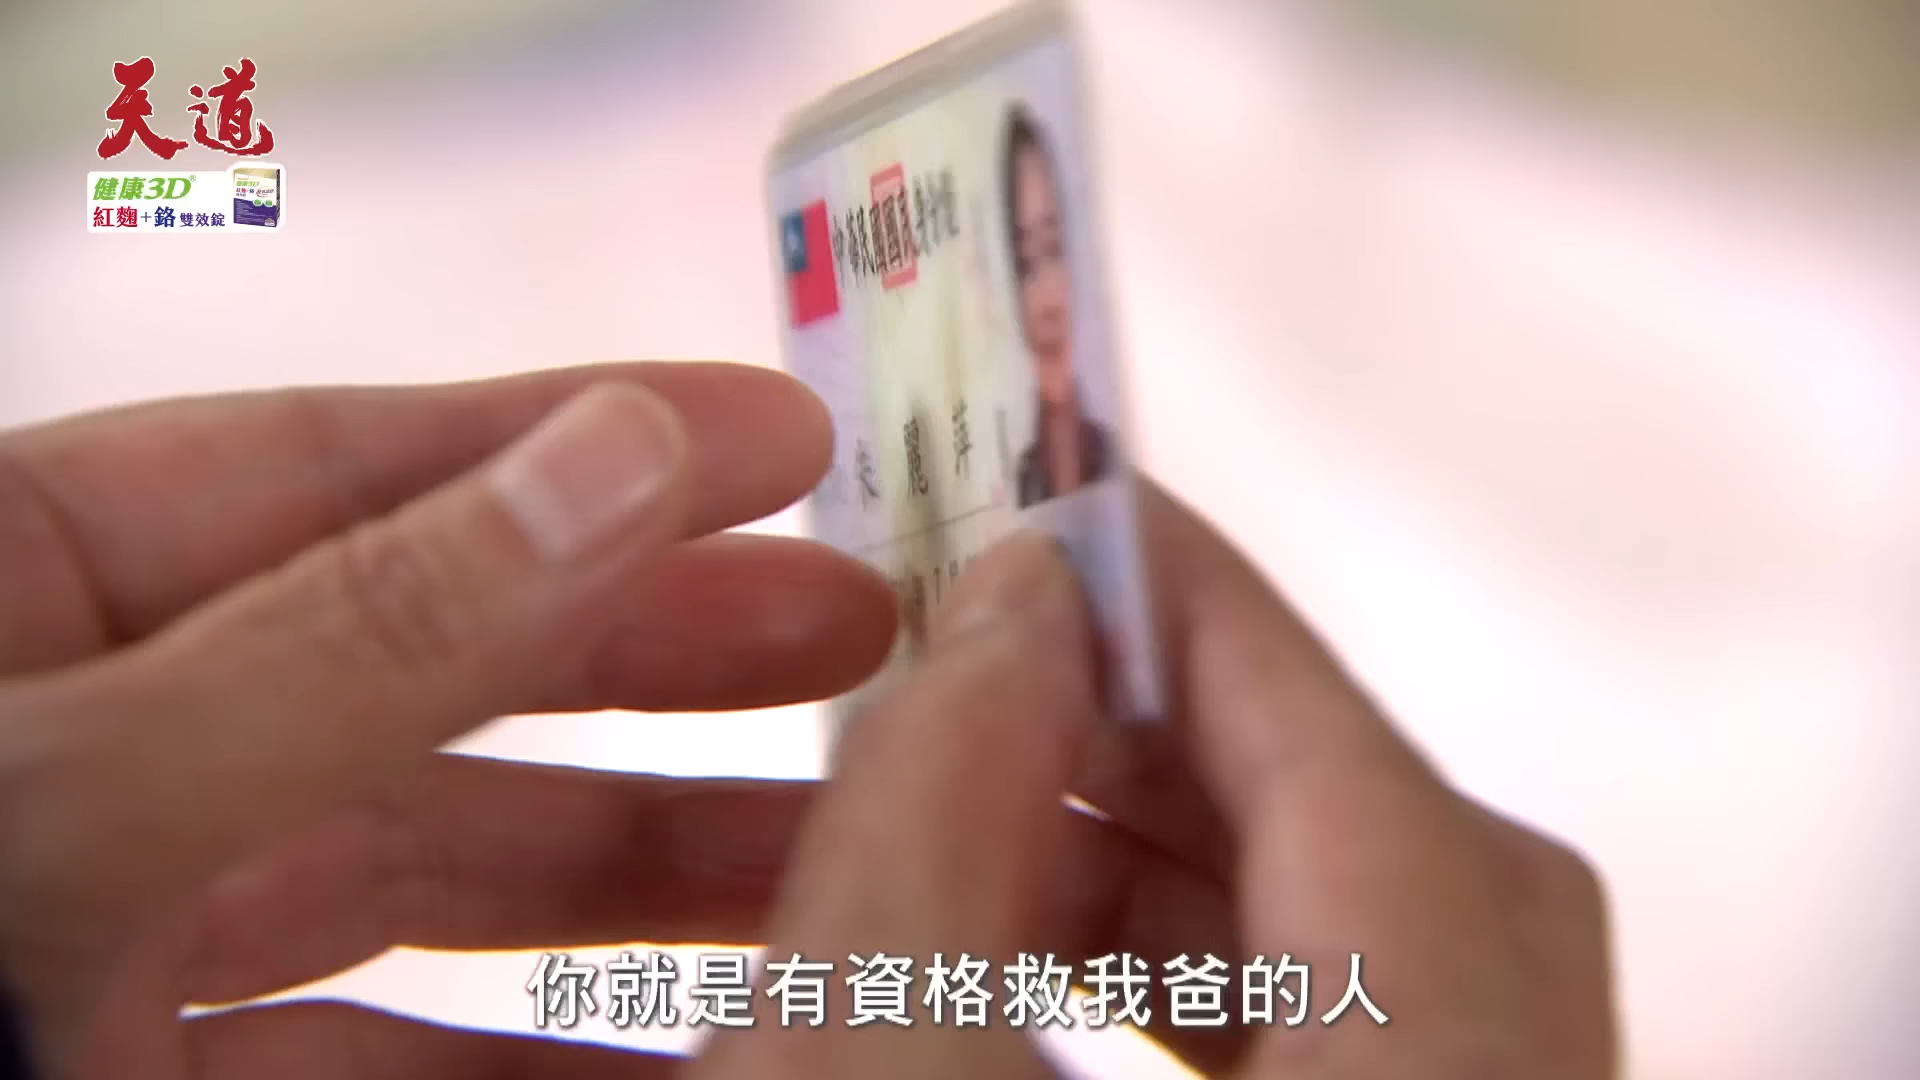 天道
健康3D®
紅麴+鉻 雙效錠
中華民國國民身分證
麗萍
你就是有資格救我爸的人